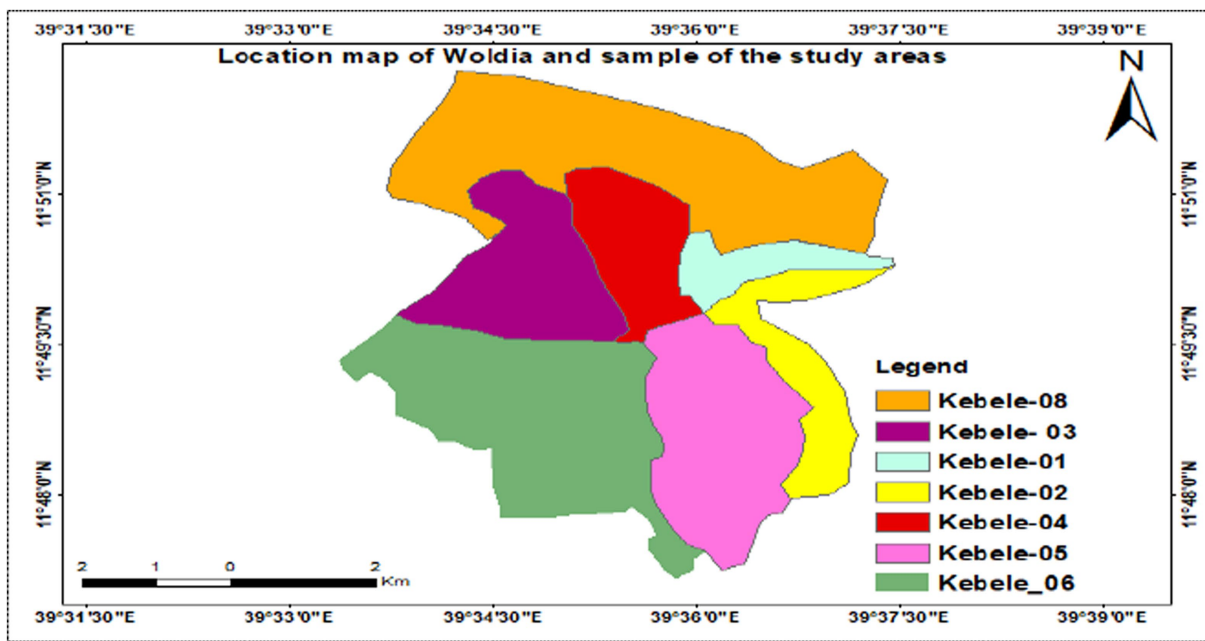 39°31'30"E 39°33'0"E 39°34'30"E 39°36'0"E 39°37'30"E 39°39'0"E
Location map of Woldia and sample of the study areas
N
11°51'0"N 11°51'0"N
11°49'30"N 11°49'30"N
11°48'0"N 11°48'0"N
Legend
Kebele-08
Kebele- 03
Kebele-01
Kebele-02
Kebele-04
Kebele-05
Kebele_06
2 1 0 2
Km
39°31'30"E 39°33'0"E 39°34'30"E 39°36'0"E 39°37'30"E 39°39'0"E